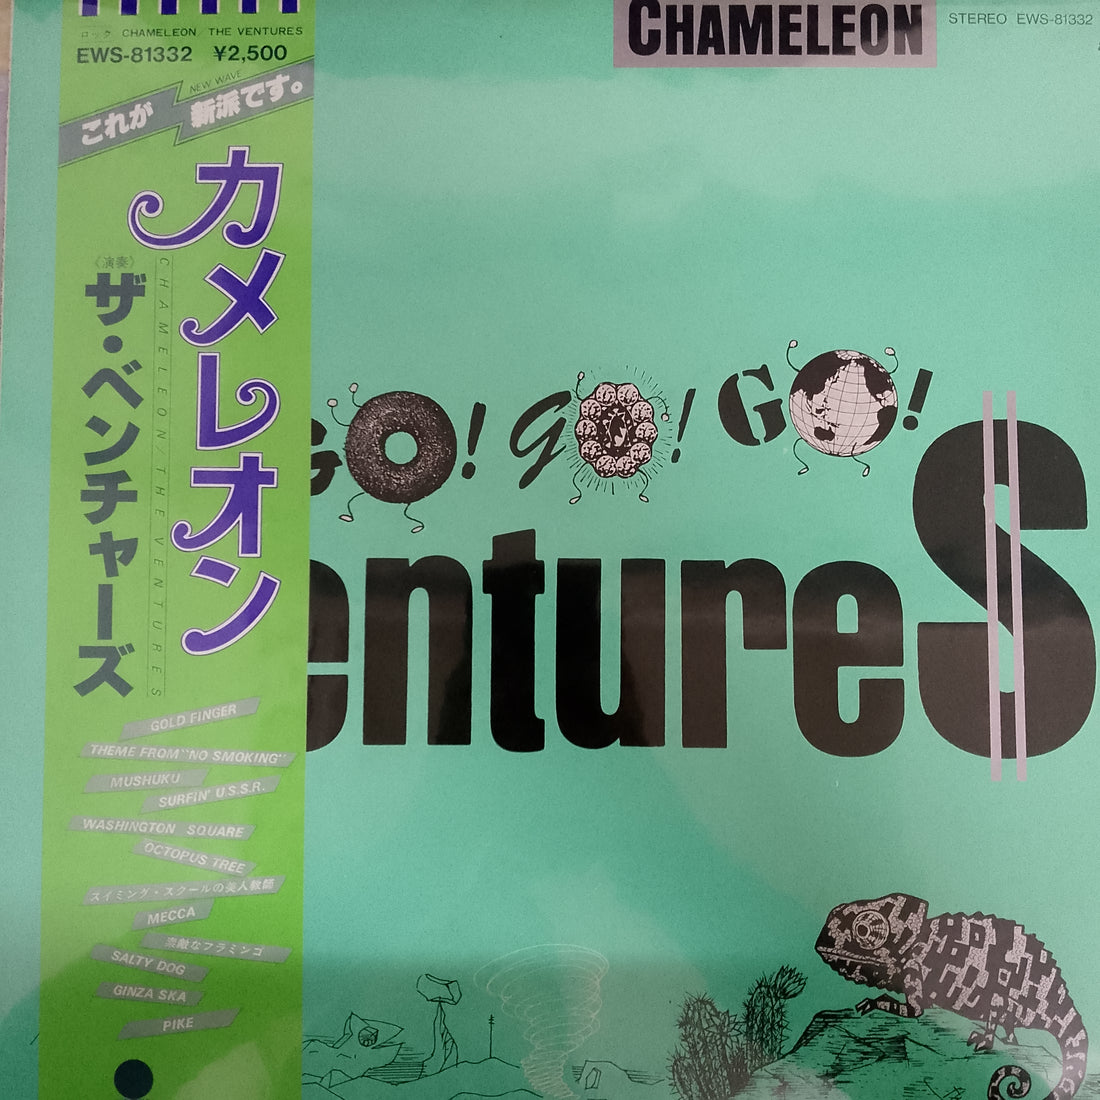 ロック CHAMELEON THE VENTURES
EWS-81332 ¥2,500
NEW WAVE
これが 新派です。
カメレオン
《演奏》
ザ・ベンチャーズ
CHAMELEON/THE VENTURES
GOLD FINGER
THEME FROM "NO SMOKING"
MUSHUKU
SURFIN' U.S.S.R.
WASHINGTON SQUARE
OCTOPUS TREE
スイミング・スクールの美人教師
MECCA
素敵なフラミンゴ
SALTY DOG
GINZA SKA
PIKE
CHAMELEON
STEREO EWS-81332
GO! GO! GO!
entureS